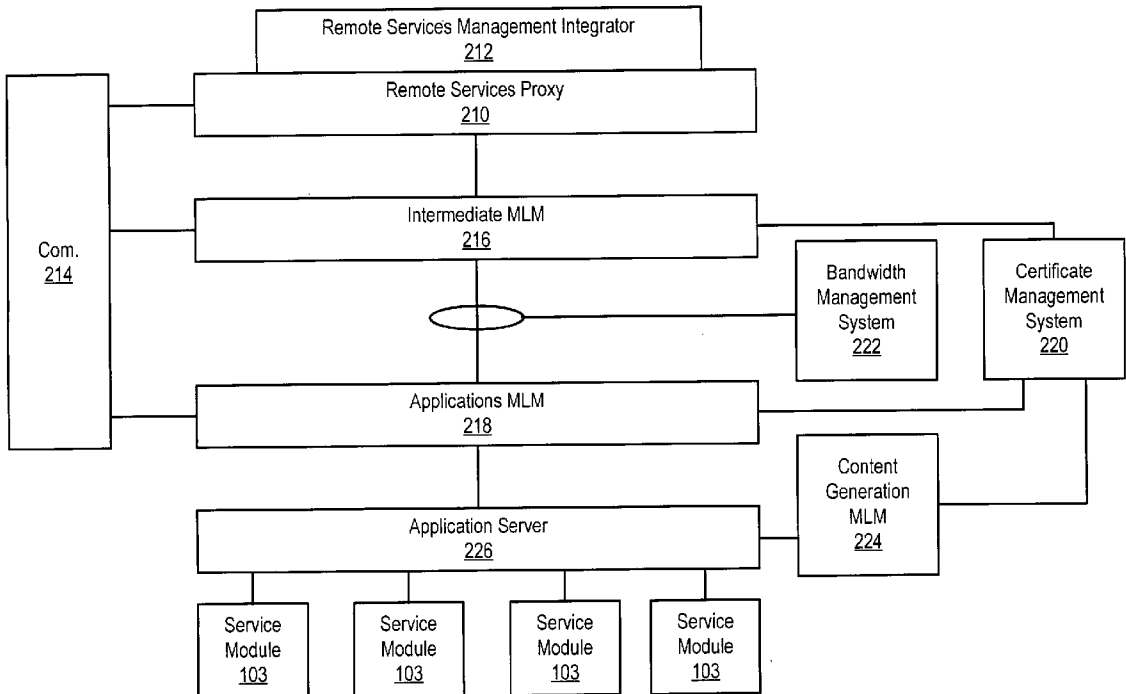 Remote Services Management Integrator
212
Remote Services Proxy
210
Intermediate MLM
216
Com.
214
Bandwidth
Management
System
222
Certificate
Management
System
220
Applications MLM
218
Content
Generation
MLM
224
Application Server
226
Service
Module
103
Service
Module
103
Service
Module
103
Service
Module
103